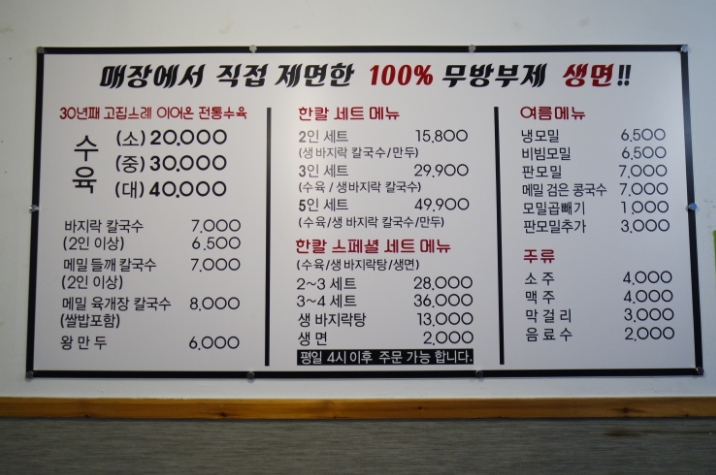 매장에서 직접 제면한 100% 무방부제 생면!!
30년째 고집스레 이어온 전통수육
수육
(소) 20,000
(중) 30,000
(대) 40,000
바지락 칼국수 7,000
(2인 이상) 6,500
메밀 들깨 칼국수 7,000
(2인 이상)
메밀 육개장 칼국수 8,000
(쌀밥포함)
왕만두 6,000
한칼 세트 메뉴
2인 세트 15,800
(생 바지락 칼국수/만두)
3인 세트 29,900
(수육 / 생 바지락 칼국수)
5인 세트 49,900
(수육/생 바지락 칼국수/만두)
한칼 스페셜 세트 메뉴
(수육/생 바지락탕/생면)
2~3 세트 28,000
3~4 세트 36,000
생 바지락탕 13,000
생 면 2,000
평일 4시 이후 주문 가능 합니다.
여름메뉴
냉모밀 6,500
비빔모밀 6,500
판모밀 7,000
메밀 검은 콩국수 7,000
모밀곱빼기 1,000
판모밀추가 3,000
주류
소 주 4,000
맥 주 4,000
막 걸 리 3,000
음 료 수 2,000